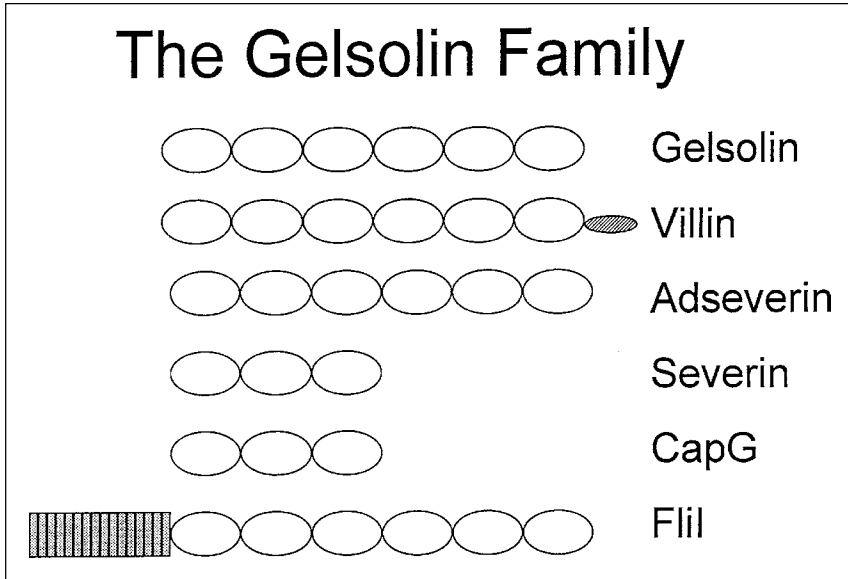 The Gelsolin Family
Gelsolin
Villin
Adseverin
Severin
CapG
FliI